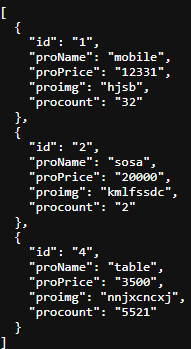 [
  {
    "id": "1",
    "proName": "mobile",
    "proPrice": "12331",
    "proimg": "hjsb",
    "procount": "32"
  },
  {
    "id": "2",
    "proName": "sosa",
    "proPrice": "20000",
    "proimg": "kmlfssdc",
    "procount": "2"
  },
  {
    "id": "4",
    "proName": "table",
    "proPrice": "3500",
    "proimg": "nnjxcncxj",
    "procount": "5521"
  }
]